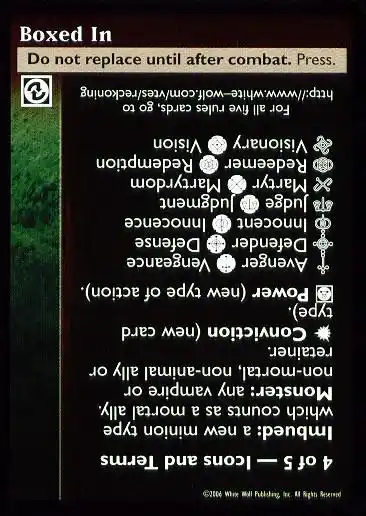 Boxed In
Do not replace until after combat. Press.
4 of 5 — Icons and Terms
Imbued: a new minion type
which counts as a mortal ally.
Monster: any vampire or
non-mortal, non-animal ally or
retainer.
Conviction (new card
type).
Power (new type of action).
Avenger Vengeance
Defender Defense
Innocent Innocence
Judge Judgment
Martyr Martyrdom
Redeemer Redemption
Visionary Vision
For all five rules cards, go to
http://www.white-wolf.com/vtes/reckoning
©2006 White Wolf Publishing, Inc. All Rights Reserved